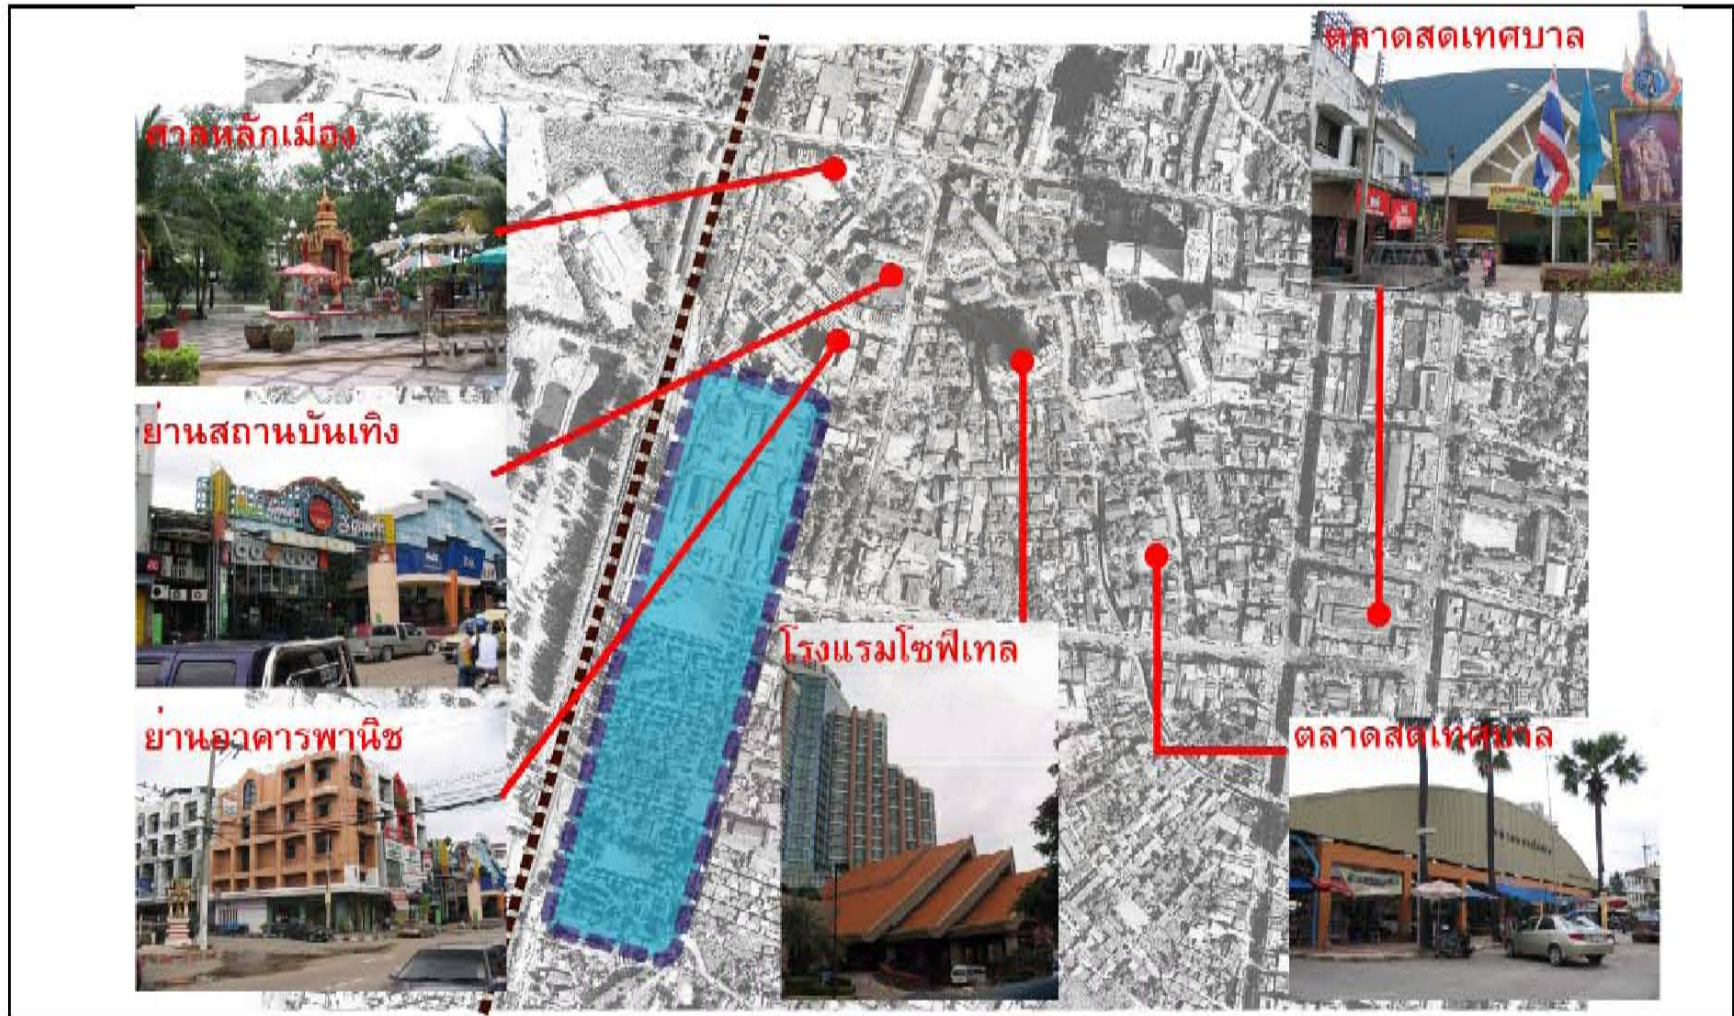 ตลาดสดเทศบาล
ศาลหลักเมือง
ย่านสถานบันเทิง
โรงแรมโซฟีเทล
ย่านอาคารพานิช
ตลาดสดเทศบาล